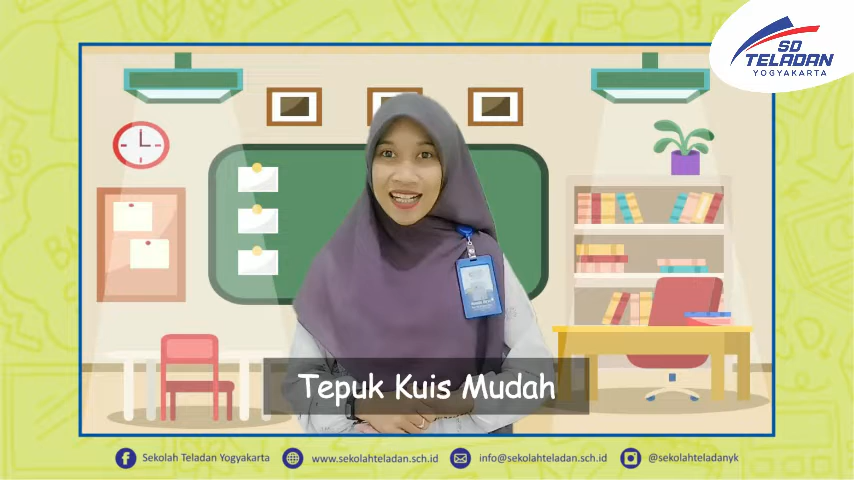 SD
TELADAN
YOGYAKARTA
Tepuk Kuis Mudah
Sekolah Teladan Yogyakarta
www.sekolahteladan.sch.id
info@sekolahteladan.sch.id
@sekolahteladanyk